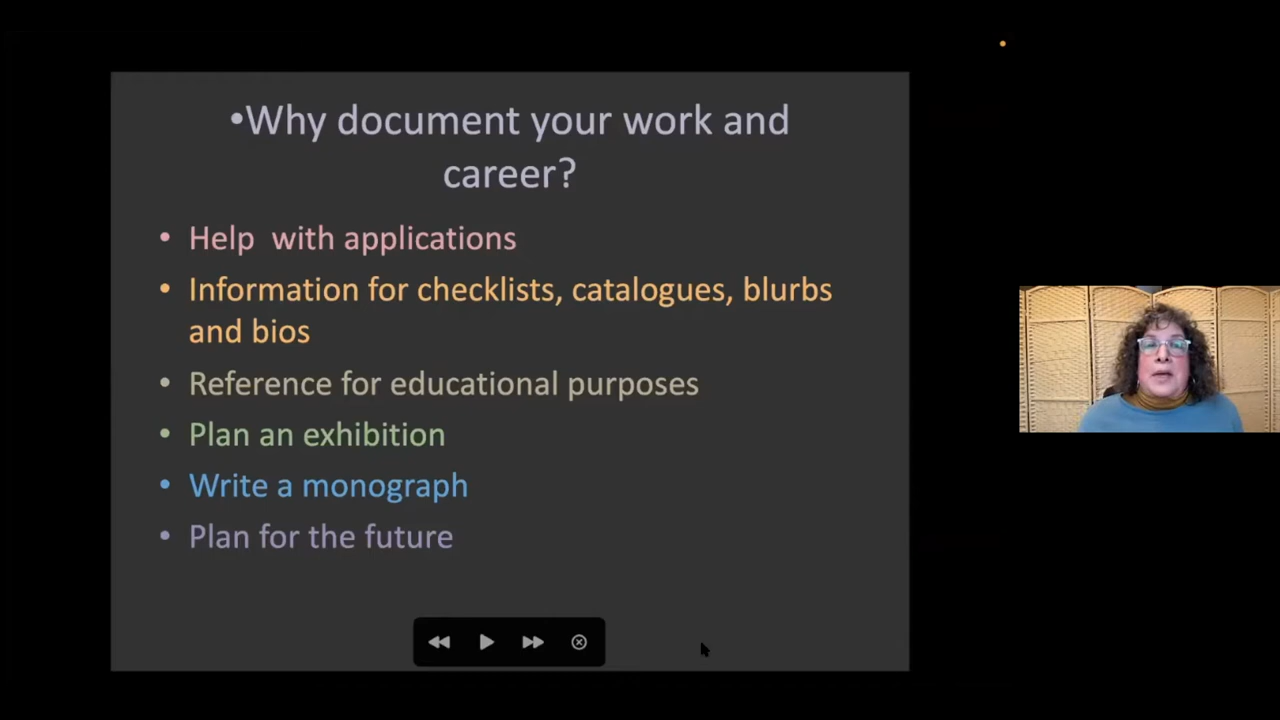 •Why document your work and
career?
• Help  with applications
• Information for checklists, catalogues, blurbs
and bios
• Reference for educational purposes
• Plan an exhibition
• Write a monograph
• Plan for the future